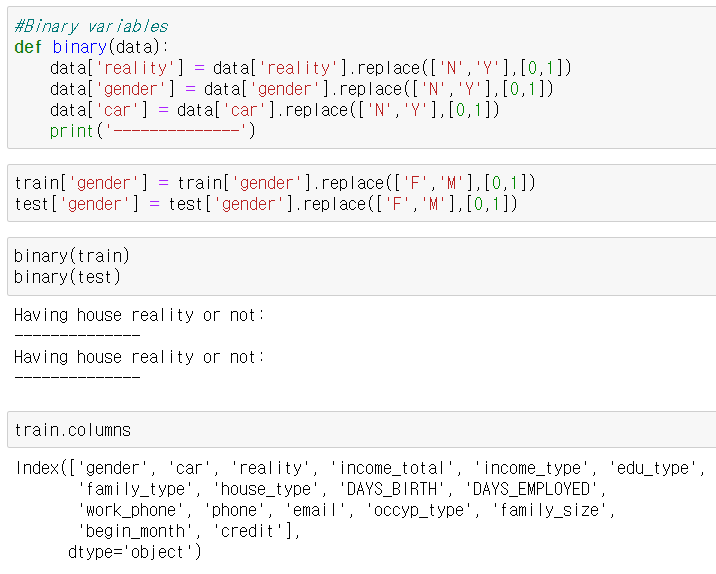 #Binary variables
def binary(data):
    data['reality'] = data['reality'].replace(['N','Y'],[0,1])
    data['gender'] = data['gender'].replace(['N','Y'],[0,1])
    data['car'] = data['car'].replace(['N','Y'],[0,1])
    print('--------------')
train['gender'] = train['gender'].replace(['F','M'],[0,1])
test['gender'] = test['gender'].replace(['F','M'],[0,1])
binary(train)
binary(test)
Having house reality or not:
--------------
Having house reality or not:
--------------
train.columns
Index(['gender', 'car', 'reality', 'income_total', 'income_type', 'edu_type',
       'family_type', 'house_type', 'DAYS_BIRTH', 'DAYS_EMPLOYED',
       'work_phone', 'phone', 'email', 'occyp_type', 'family_size',
       'begin_month', 'credit'],
      dtype='object')